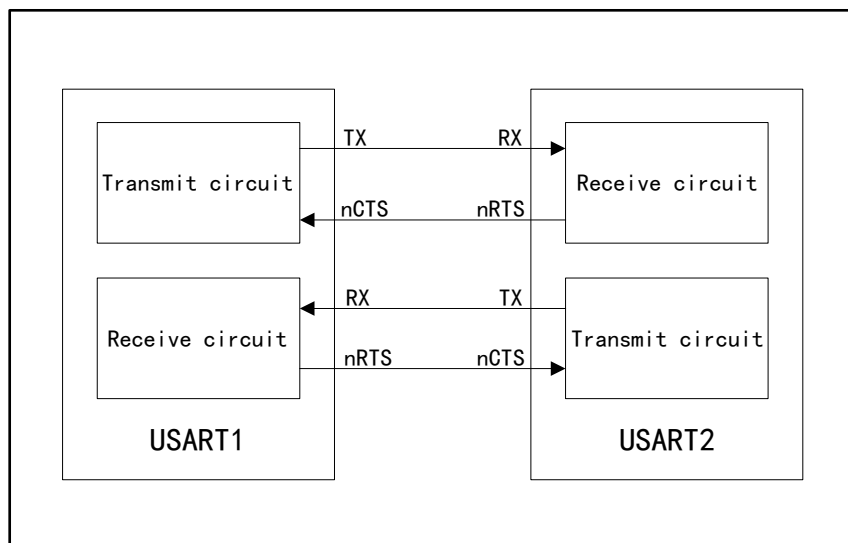 TX RX
Transmit circuit Receive circuit
nCTS nRTS
RX TX
Receive circuit Transmit circuit
nRTS nCTS
USART1 USART2